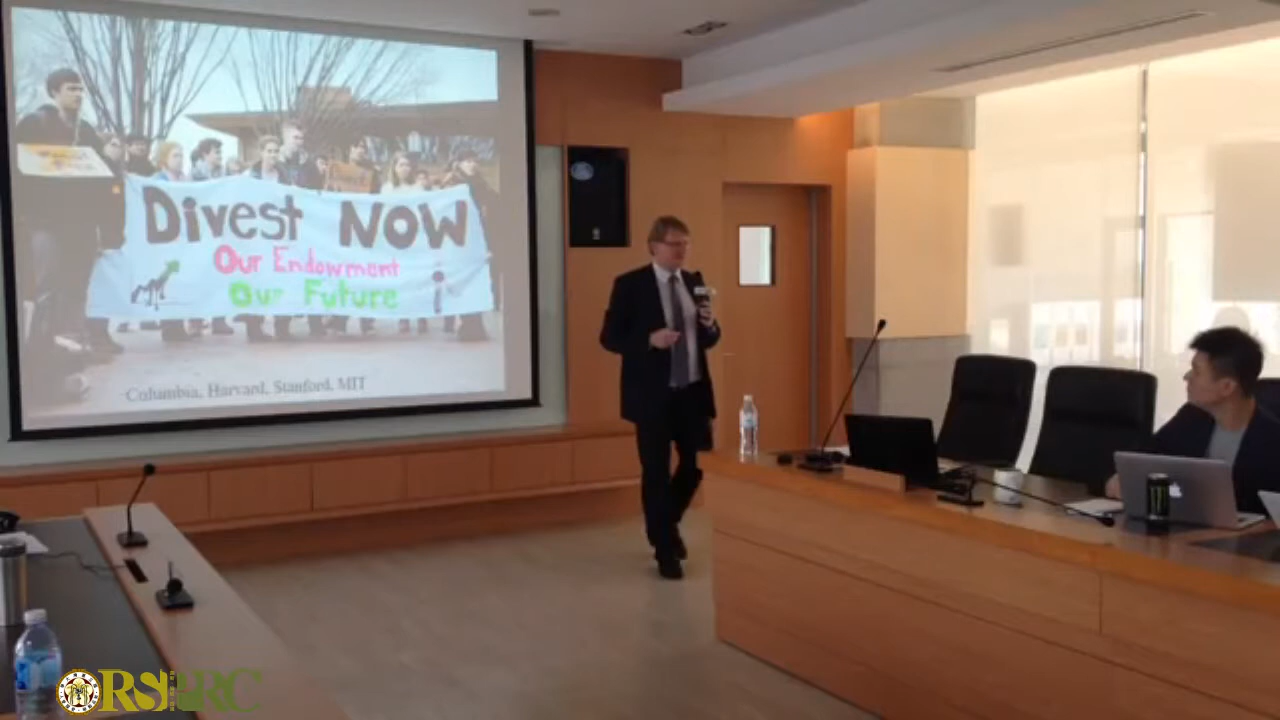 Divest NOW
Our Endowment
Our Future
Columbia, Harvard, Stanford, MIT